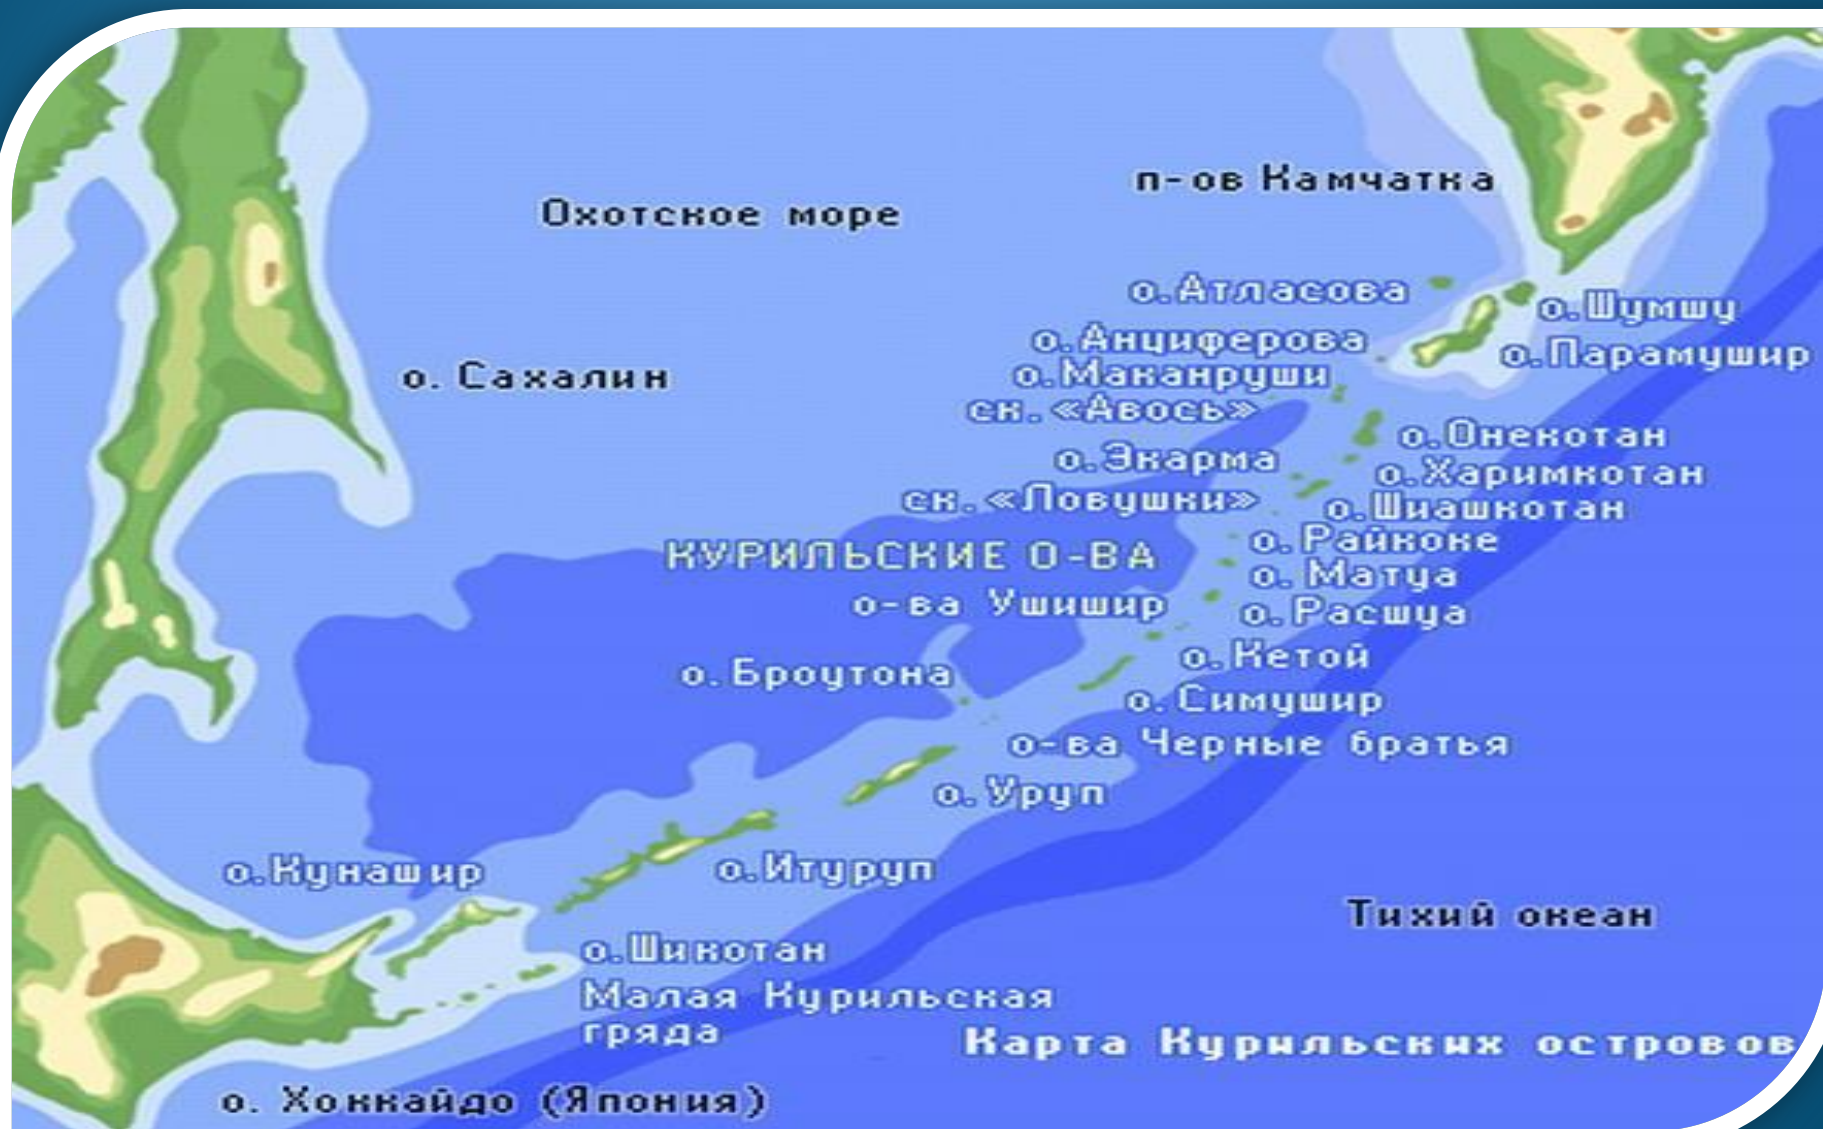 п-ов Камчатка
Охотское море
о.Атласова
о.Шумшу
о.Анциферова
о.Парамушир
о.Маканруши
о. Сахалин
ск.«Авось»
о.Онекотан
о.Экарма
о.Харимкотан
ск.«Ловушки»
о.Шиашкотан
о. Райкоке
КУРИЛЬСКИЕ О-ВА
о. Матуа
о-ва Ушишир
о. Расшуа
о. Кетой
о. Броутона
о. Симушир
о-ва Черные братья
о. Уруп
о.Кунашир
о.Итуруп
Тихий океан
о.Шикотан
Малая Курильская
гряда
Карта Курильских островов
о. Хоккайдо (Япония)